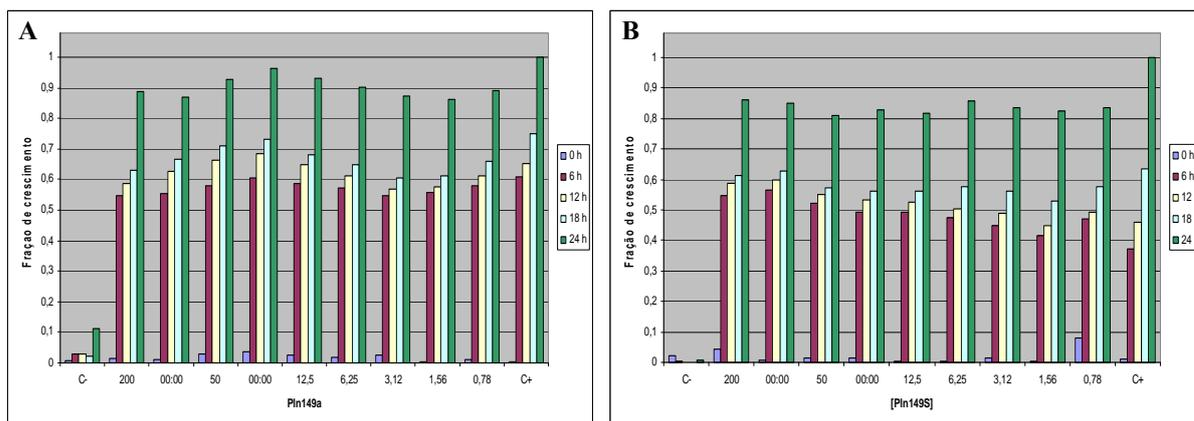 A
Fraçao de crescimento
1
0,9
0,8
0,7
0,6
0,5
0,4
0,3
0,2
0,1
0
C- 200 00:00 50 00:00 12,5 6,25 3,12 1,56 0,78 C+
Pln149a
0 h
6 h
12 h
18 h
24 h
B
Fração de crescimento
1
0,9
0,8
0,7
0,6
0,5
0,4
0,3
0,2
0,1
0
C- 200 00:00 50 00:00 12,5 6,25 3,12 1,56 0,78 C+
[Pln149S]
0 h
6 h
12
18
24